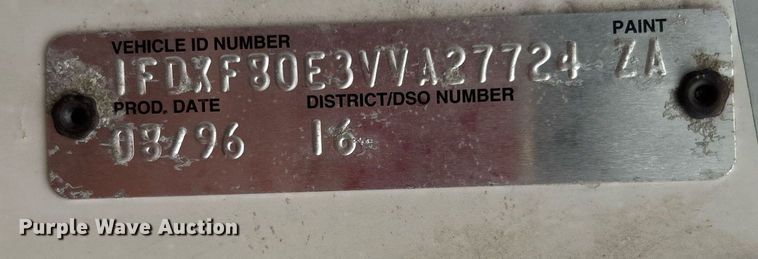 VEHICLE ID NUMBER PAINT
1FDXF80E3VVA27724 ZA
PROD. DATE DISTRICT/DSO NUMBER
08/96 16
Purple Wave Auction